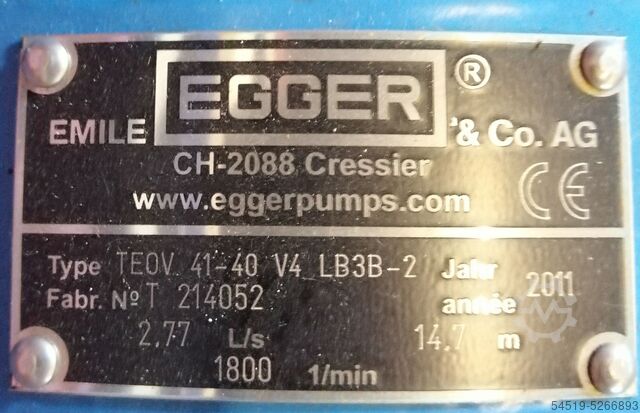 EMILE EGGER ® & Co. AG
CH-2088 Cressier
www.eggerpumps.com
CE
Type TEOV 41-40 V4 LB3B-2 Jahr 2011
Fabr. Nº T 214052 année
2.77 L/s 14.7 m
1800 1/min
54519-5266893